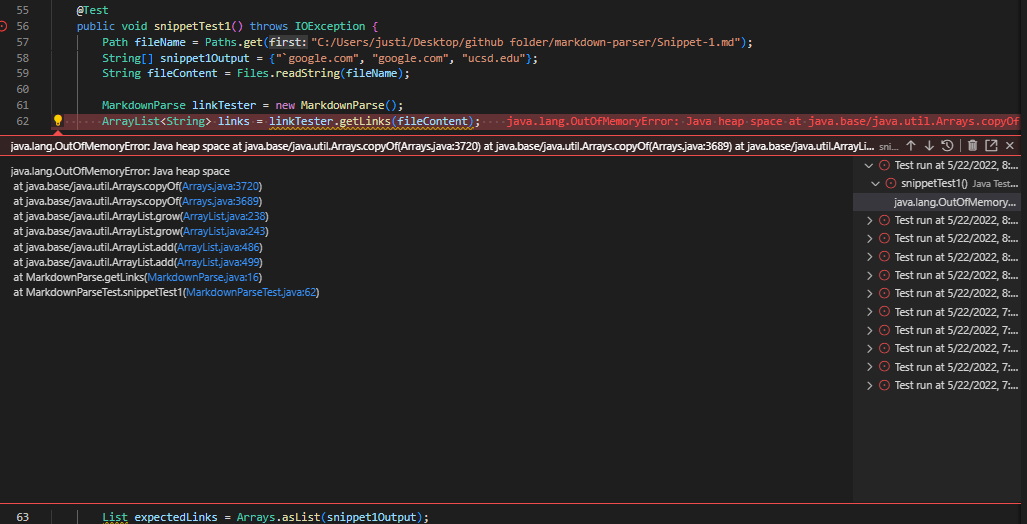 55 @Test
56 public void snippetTest1() throws IOException {
57 Path fileName = Paths.get(first: "C:/Users/justi/Desktop/github folder/markdown-parser/Snippet-1.md");
58 String[] snippet1Output = {"`google.com", "google.com", "ucsd.edu"};
59 String fileContent = Files.readString(fileName);
60
61 MarkdownParse linkTester = new MarkdownParse();
62 ArrayList<String> links = linkTester.getLinks(fileContent); java.lang.OutOfMemoryError: Java heap space at java.base/java.util.Arrays.copyOf
java.lang.OutOfMemoryError: Java heap space at java.base/java.util.Arrays.copyOf(Arrays.java:3720) at java.base/java.util.Arrays.copyOf(Arrays.java:3689) at java.base/java.util.ArrayLi... sni...
java.lang.OutOfMemoryError: Java heap space
at java.base/java.util.Arrays.copyOf(Arrays.java:3720)
at java.base/java.util.Arrays.copyOf(Arrays.java:3689)
at java.base/java.util.ArrayList.grow(ArrayList.java:238)
at java.base/java.util.ArrayList.grow(ArrayList.java:243)
at java.base/java.util.ArrayList.add(ArrayList.java:486)
at java.base/java.util.ArrayList.add(ArrayList.java:499)
at MarkdownParse.getLinks(MarkdownParse.java:16)
at MarkdownParseTest.snippetTest1(MarkdownParseTest.java:62)
Test run at 5/22/2022, 8:...
snippetTest1() Java Test...
java.lang.OutOfMemory...
Test run at 5/22/2022, 8:...
Test run at 5/22/2022, 8:...
Test run at 5/22/2022, 8:...
Test run at 5/22/2022, 8:...
Test run at 5/22/2022, 8:...
Test run at 5/22/2022, 7:...
Test run at 5/22/2022, 7:...
Test run at 5/22/2022, 7:...
Test run at 5/22/2022, 7:...
Test run at 5/22/2022, 7:...
63 List expectedLinks = Arrays.asList(snippet1Output);